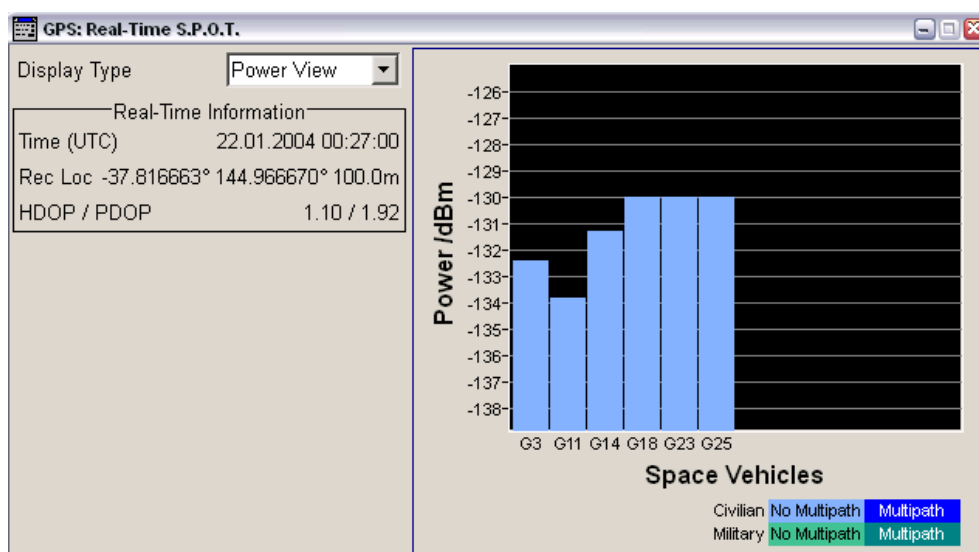 GPS: Real-Time S.P.O.T.
Display Type Power View
Real-Time Information
Time (UTC) 22.01.2004 00:27:00
Rec Loc -37.816663° 144.966670° 100.0m
HDOP / PDOP 1.10 / 1.92
Power /dBm
-126
-127
-128
-129
-130
-131
-132
-133
-134
-135
-136
-137
-138
G3 G11 G14 G18 G23 G25
Space Vehicles
Civilian No Multipath Multipath
Military No Multipath Multipath